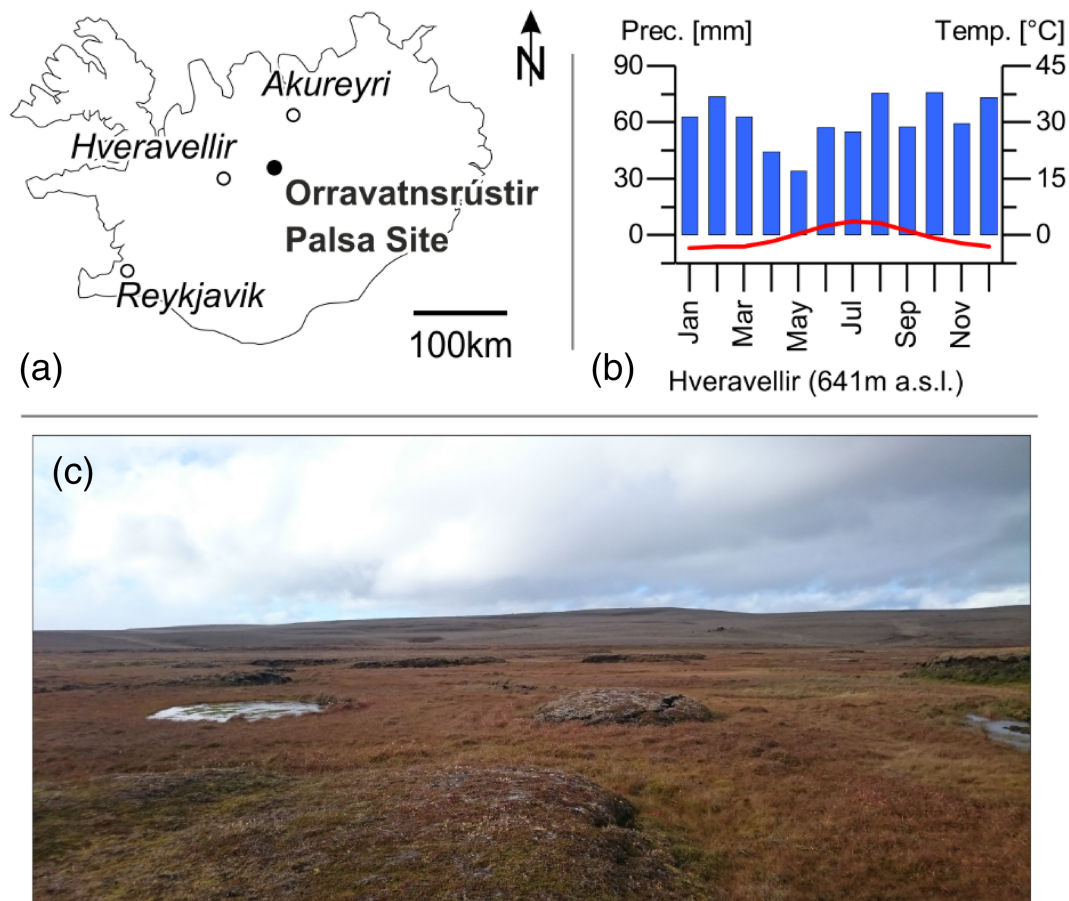 Akureyri
Hveravellir
Orravatnsrústir
Palsa Site
Reykjavik
N
100km
(a)
Prec. [mm]
Temp. [°C]
90
60
30
0
45
30
15
0
Jan
Mar
May
Jul
Sep
Nov
(b)
Hveravellir (641m a.s.l.)
(c)